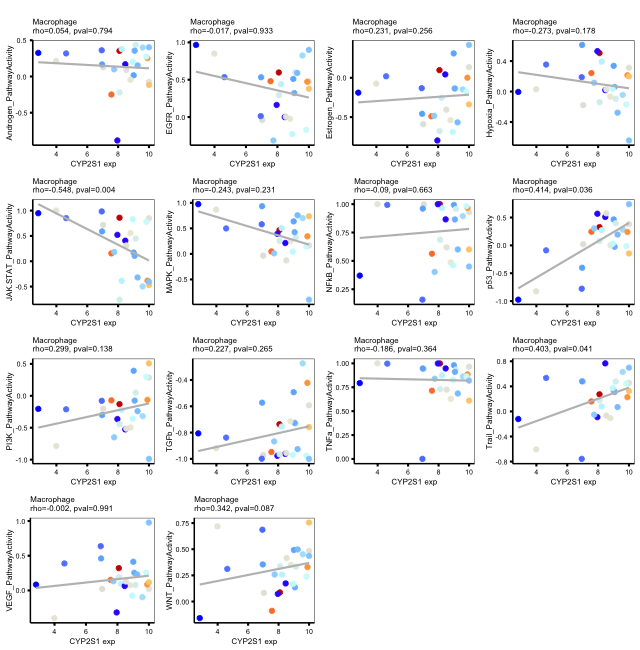 Macrophage
rho=0.054, pval=0.794
0.5
0.0
-0.5
Androgen_PathwayActivity
4 6 8 10
CYP2S1 exp
Macrophage
rho=-0.017, pval=0.933
1.0
0.5
0.0
EGFR_PathwayActivity
4 6 8 10
CYP2S1 exp
Macrophage
rho=0.231, pval=0.256
0.0
-0.5
Estrogen_PathwayActivity
4 6 8 10
CYP2S1 exp
Macrophage
rho=-0.273, pval=0.178
0.4
0.0
-0.4
Hypoxia_PathwayActivity
4 6 8 10
CYP2S1 exp
Macrophage
rho=-0.548, pval=0.004
1.0
0.5
0.0
-0.5
JAK-STAT_PathwayActivity
4 6 8 10
CYP2S1 exp
Macrophage
rho=-0.243, pval=0.231
1.0
0.5
0.0
-0.5
MAPK_PathwayActivity
4 6 8 10
CYP2S1 exp
Macrophage
rho=-0.09, pval=0.663
1.00
0.75
0.50
0.25
NFkB_PathwayActivity
4 6 8 10
CYP2S1 exp
Macrophage
rho=0.414, pval=0.036
0.5
0.0
-0.5
-1.0
p53_PathwayActivity
4 6 8 10
CYP2S1 exp
Macrophage
rho=0.299, pval=0.138
0.5
0.0
-0.5
-1.0
PI3K_PathwayActivity
4 6 8 10
CYP2S1 exp
Macrophage
rho=0.227, pval=0.265
-0.4
-0.6
-0.8
-1.0
TGFb_PathwayActivity
4 6 8 10
CYP2S1 exp
Macrophage
rho=-0.186, pval=0.364
1.00
0.75
0.50
0.25
0.00
TNFa_PathwayActivity
4 6 8 10
CYP2S1 exp
Macrophage
rho=0.403, pval=0.041
0.4
0.0
-0.4
-0.8
Trail_PathwayActivity
4 6 8 10
CYP2S1 exp
Macrophage
rho=-0.002, pval=0.991
1.0
0.5
0.0
VEGF_PathwayActivity
4 6 8 10
CYP2S1 exp
Macrophage
rho=0.342, pval=0.087
0.75
0.50
0.25
0.00
WNT_PathwayActivity
4 6 8 10
CYP2S1 exp